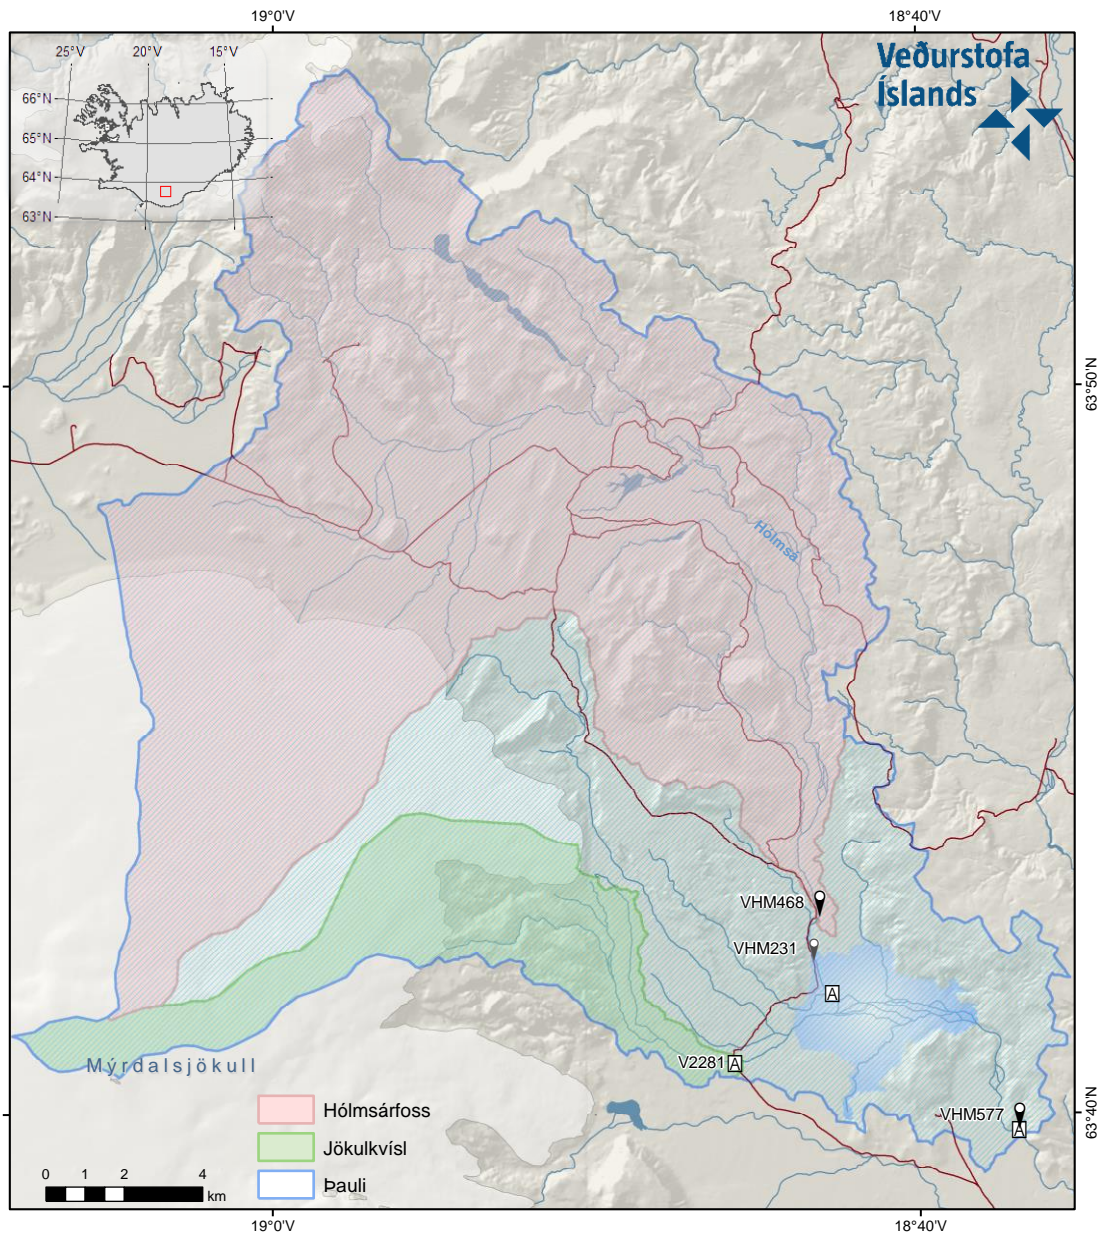 19°0'V
18°40'V
25°V
20°V
15°V
66°N
65°N
64°N
63°N
Veðurstofa
Íslands
63°50'N
Hólmsá
VHM468
VHM231
A
V2281 A
VHM577
A
Mýrdalsjökull
63°40'N
Hólmsárfoss
Jökulkvísl
Þauli
0 1 2 4
km
19°0'V
18°40'V